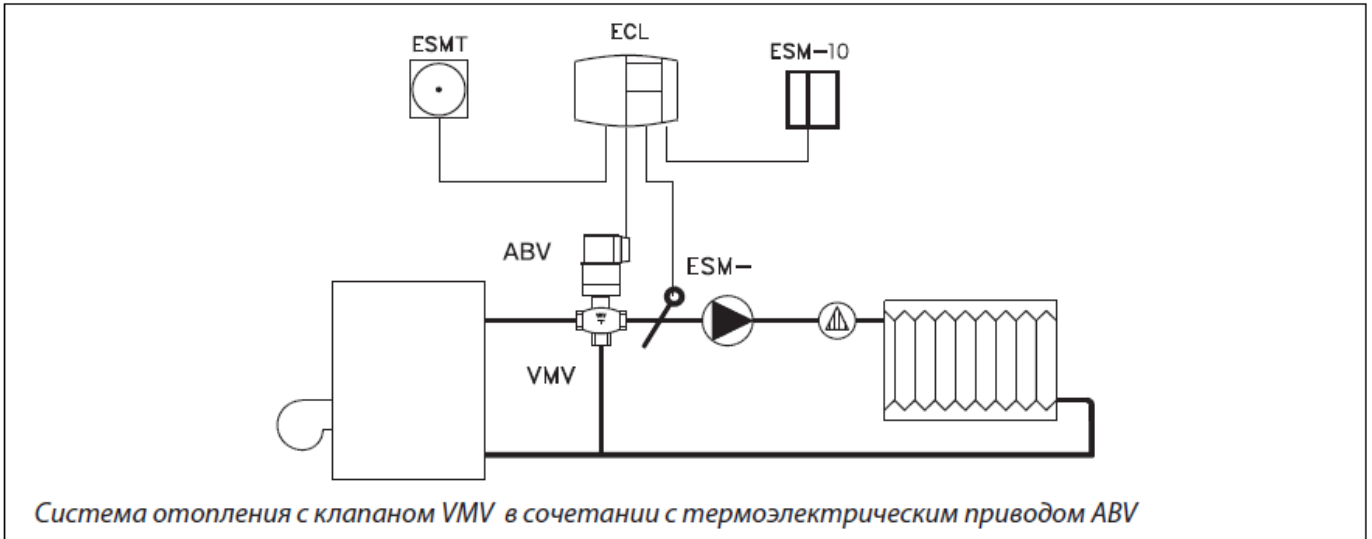 ESMT
ECL
ESM-10
ABV
ESM-
VMV
Система отопления с клапаном VMV в сочетании с термоэлектрическим приводом ABV